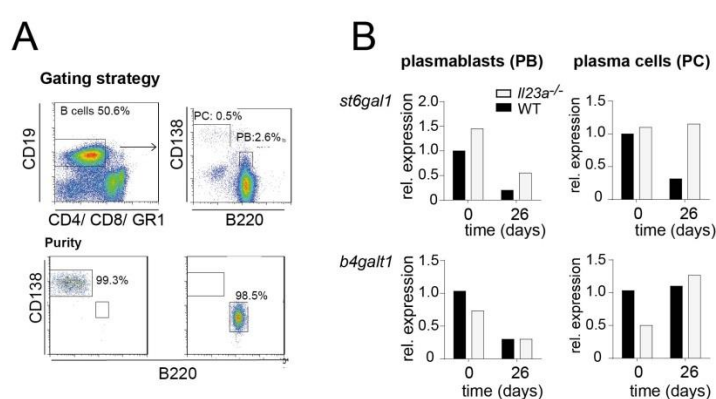 A
Gating strategy
B cells 50.6%
CD19
CD4/ CD8/ GR1
PC: 0.5%
PB:2.6%
CD138
B220
Purity
99.3%
98.5%
CD138
B220
B
plasmablasts (PB)
plasma cells (PC)
st6gal1
rel. expression
2.0
1.5
1.0
0.5
0
Il23a-/-
WT
0 26
time (days)
rel. expression
1.5
1.0
0.5
0
0 26
time (days)
b4galt1
rel. expression
1.5
1.0
0.5
0
0 26
time (days)
rel. expression
1.5
1.0
0.5
0
0 26
time (days)